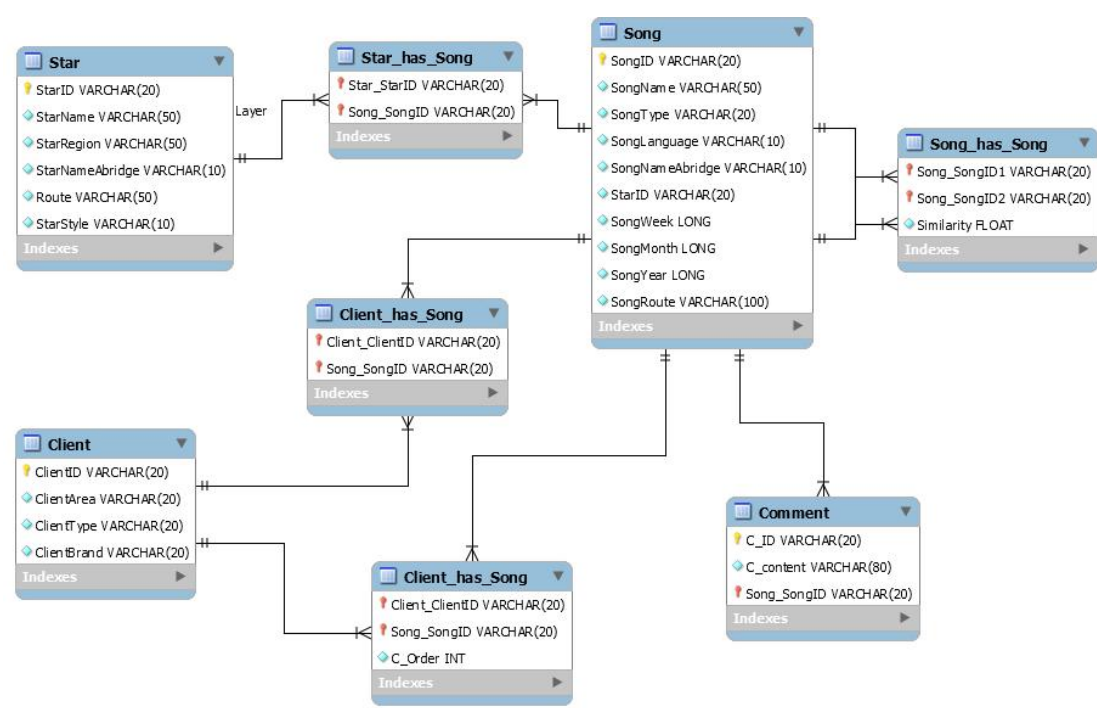 Star
StarID VARCHAR(20)
StarName VARCHAR(50)
StarRegion VARCHAR(50)
StarNameAbridge VARCHAR(10)
Route VARCHAR(50)
StarStyle VARCHAR(10)
Indexes
Layer
Star_has_Song
Star_StarID VARCHAR(20)
Song_SongID VARCHAR(20)
Indexes
Song
SongID VARCHAR(20)
SongName VARCHAR(50)
SongType VARCHAR(20)
SongLanguage VARCHAR(10)
SongNameAbridge VARCHAR(10)
StarID VARCHAR(20)
SongWeek LONG
SongMonth LONG
SongYear LONG
SongRoute VARCHAR(100)
Indexes
Song_has_Song
Song_SongID1 VARCHAR(20)
Song_SongID2 VARCHAR(20)
Similarity FLOAT
Indexes
Client_has_Song
Client_ClientID VARCHAR(20)
Song_SongID VARCHAR(20)
Indexes
Client
ClientID VARCHAR(20)
ClientArea VARCHAR(20)
ClientType VARCHAR(20)
ClientBrand VARCHAR(20)
Indexes
Client_has_Song
Client_ClientID VARCHAR(20)
Song_SongID VARCHAR(20)
C_Order INT
Indexes
Comment
C_ID VARCHAR(20)
C_content VARCHAR(80)
Song_SongID VARCHAR(20)
Indexes